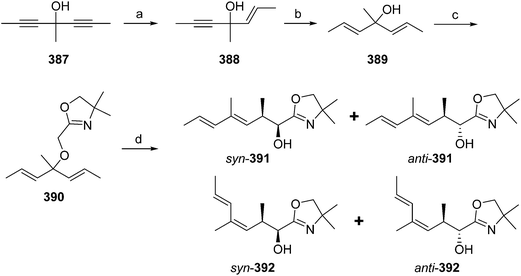 OH a OH b OH c
387 388 389
O N O 390
d
O N OH syn-391 + O N OH anti-391
O N OH syn-392 + O N OH anti-392